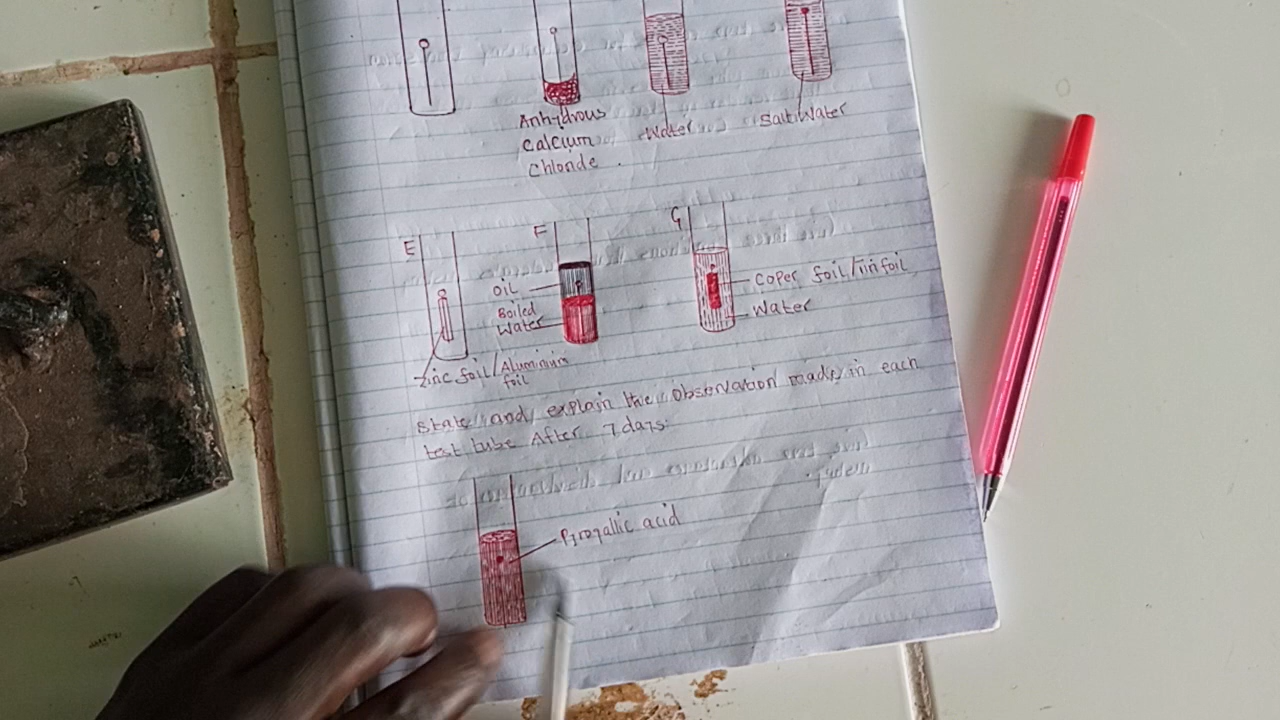 Anhydrous
Calcium
Chloride.
Water
Salt Water
E
F
G
Oil
Boiled
Water
Coper foil/tin foil
Water
Zinc foil/Aluminium
foil
State and explain the Observation made in each
test tube After 7 days.
Pyrogallic acid